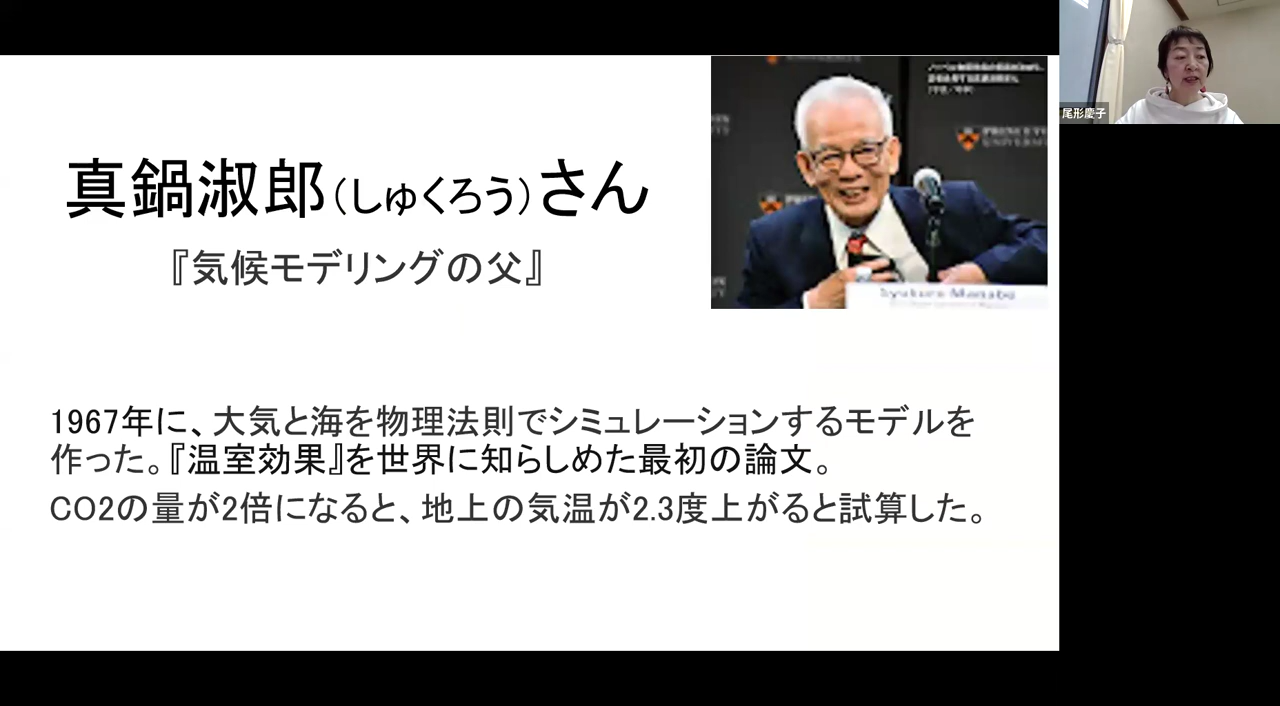 真鍋淑郎(しゅくろう)さん
『気候モデリングの父』
1967年に、大気と海を物理法則でシミュレーションするモデルを
作った。『温室効果』を世界に知らしめた最初の論文。
CO2の量が2倍になると、地上の気温が2.3度上がると試算した。
Syukuro Manabe
尾形慶子